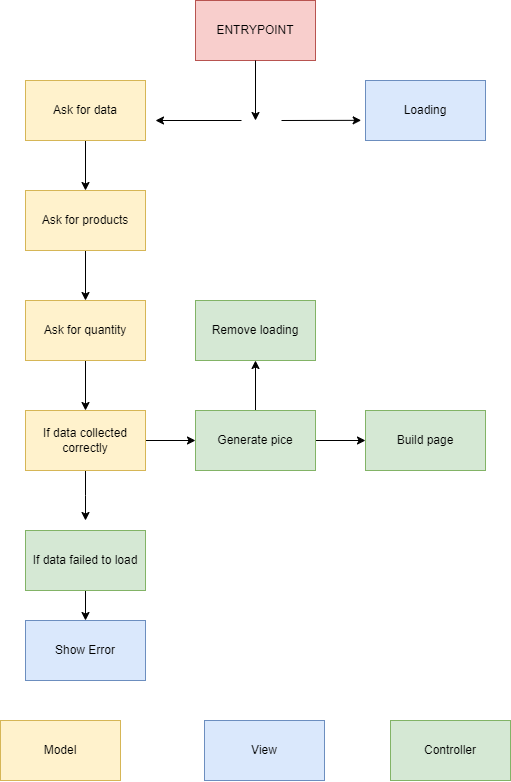 ENTRYPOINT
Ask for data
Loading
Ask for products
Ask for quantity
Remove loading
If data collected
correctly
Generate pice
Build page
If data failed to load
Show Error
Model
View
Controller